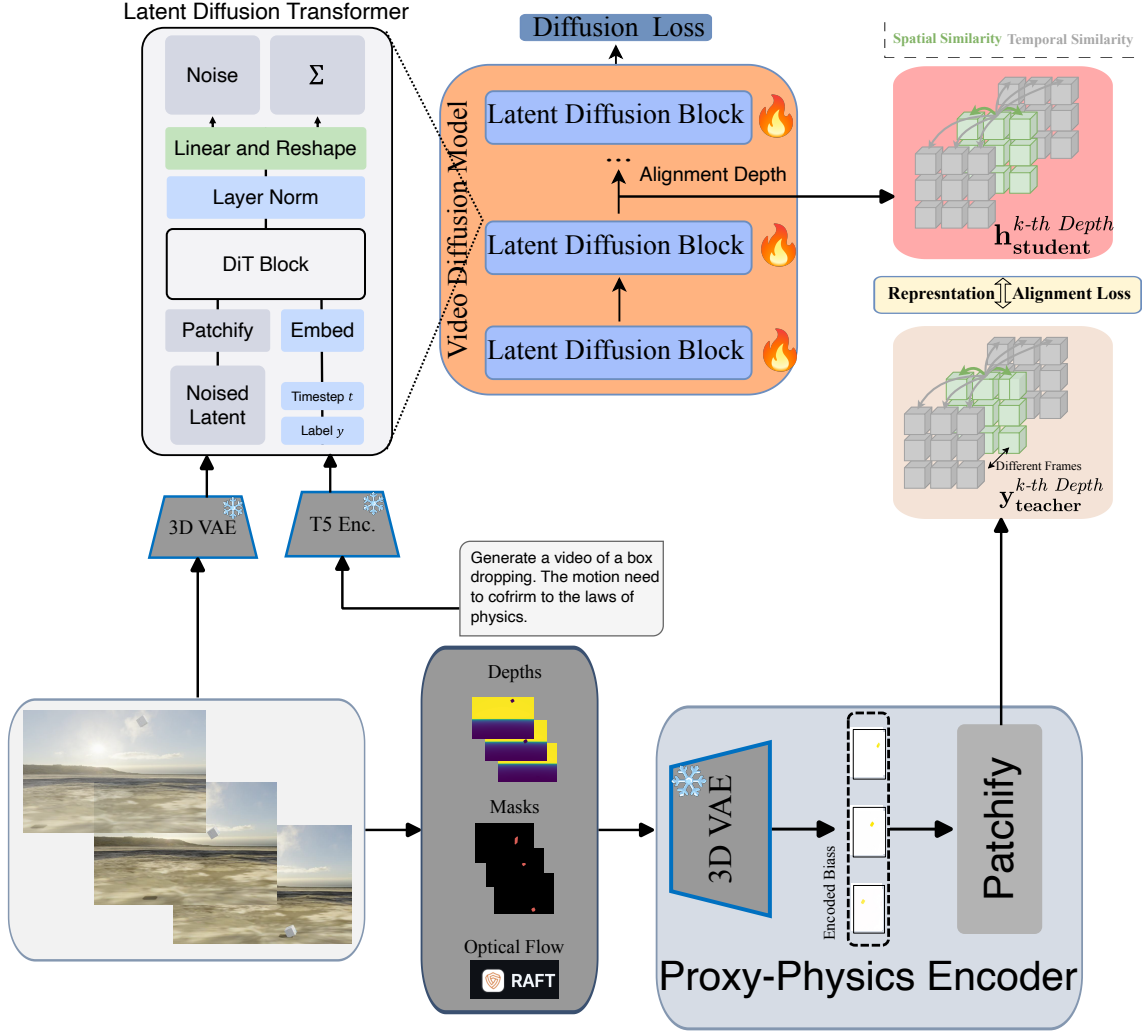 Latent Diffusion Transformer
Noise
Σ
Linear and Reshape
Layer Norm
DiT Block
Patchify
Embed
Noised
Latent
Timestep t
Label y
3D VAE
T5 Enc.
Diffusion Loss
Video Diffusion Model
Latent Diffusion Block
...
Alignment Depth
Latent Diffusion Block
Latent Diffusion Block
Spatial Similarity Temporal Similarity
h student k-th Depth
Represntation Alignment Loss
Different Frames
y teacher k-th Depth
Generate a video of a box
dropping. The motion need
to cofrirm to the laws of
physics.
Depths
Masks
Optical Flow
RAFT
3D VAE
Encoded Biass
Patchify
Proxy-Physics Encoder